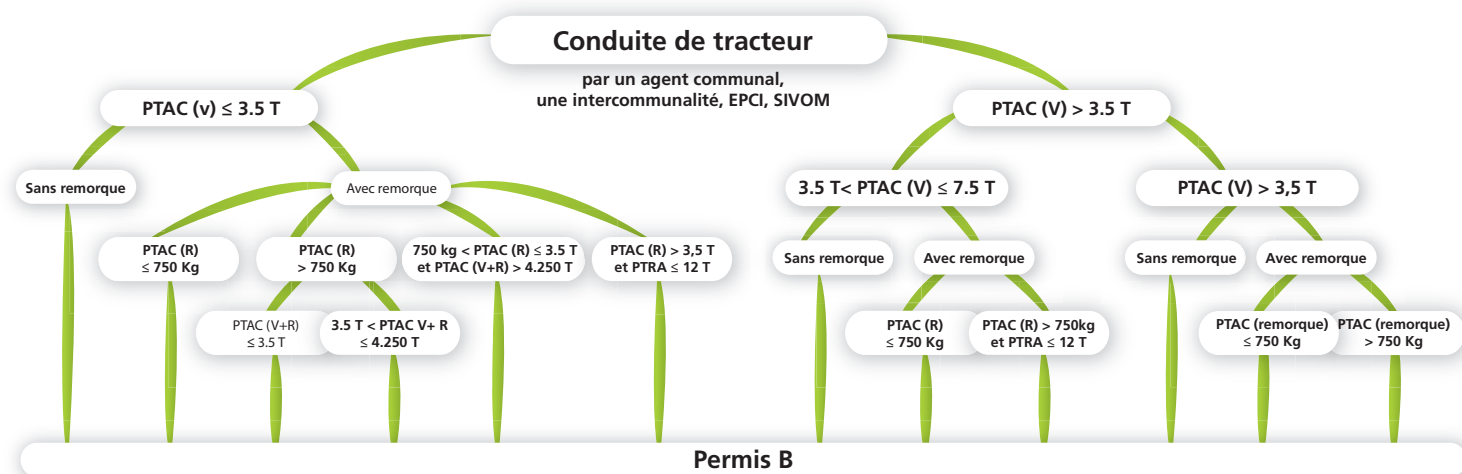 Conduite de tracteur
par un agent communal,
une intercommunalité, EPCI, SIVOM
PTAC (v) ≤ 3.5 T
PTAC (V) > 3.5 T
Sans remorque
Avec remorque
3.5 T< PTAC (V) ≤ 7.5 T
PTAC (V) > 3,5 T
PTAC (R)
≤ 750 Kg
PTAC (R)
> 750 Kg
750 kg < PTAC (R) ≤ 3.5 T
et PTAC (V+R) > 4.250 T
PTAC (R) > 3,5 T
et PTRA ≤ 12 T
Sans remorque
Avec remorque
Sans remorque
Avec remorque
PTAC (V+R)
≤ 3.5 T
3.5 T < PTAC V+ R
≤ 4.250 T
PTAC (R)
≤ 750 Kg
PTAC (R) > 750kg
et PTRA ≤ 12 T
PTAC (remorque)
≤ 750 Kg
PTAC (remorque)
> 750 Kg
Permis B